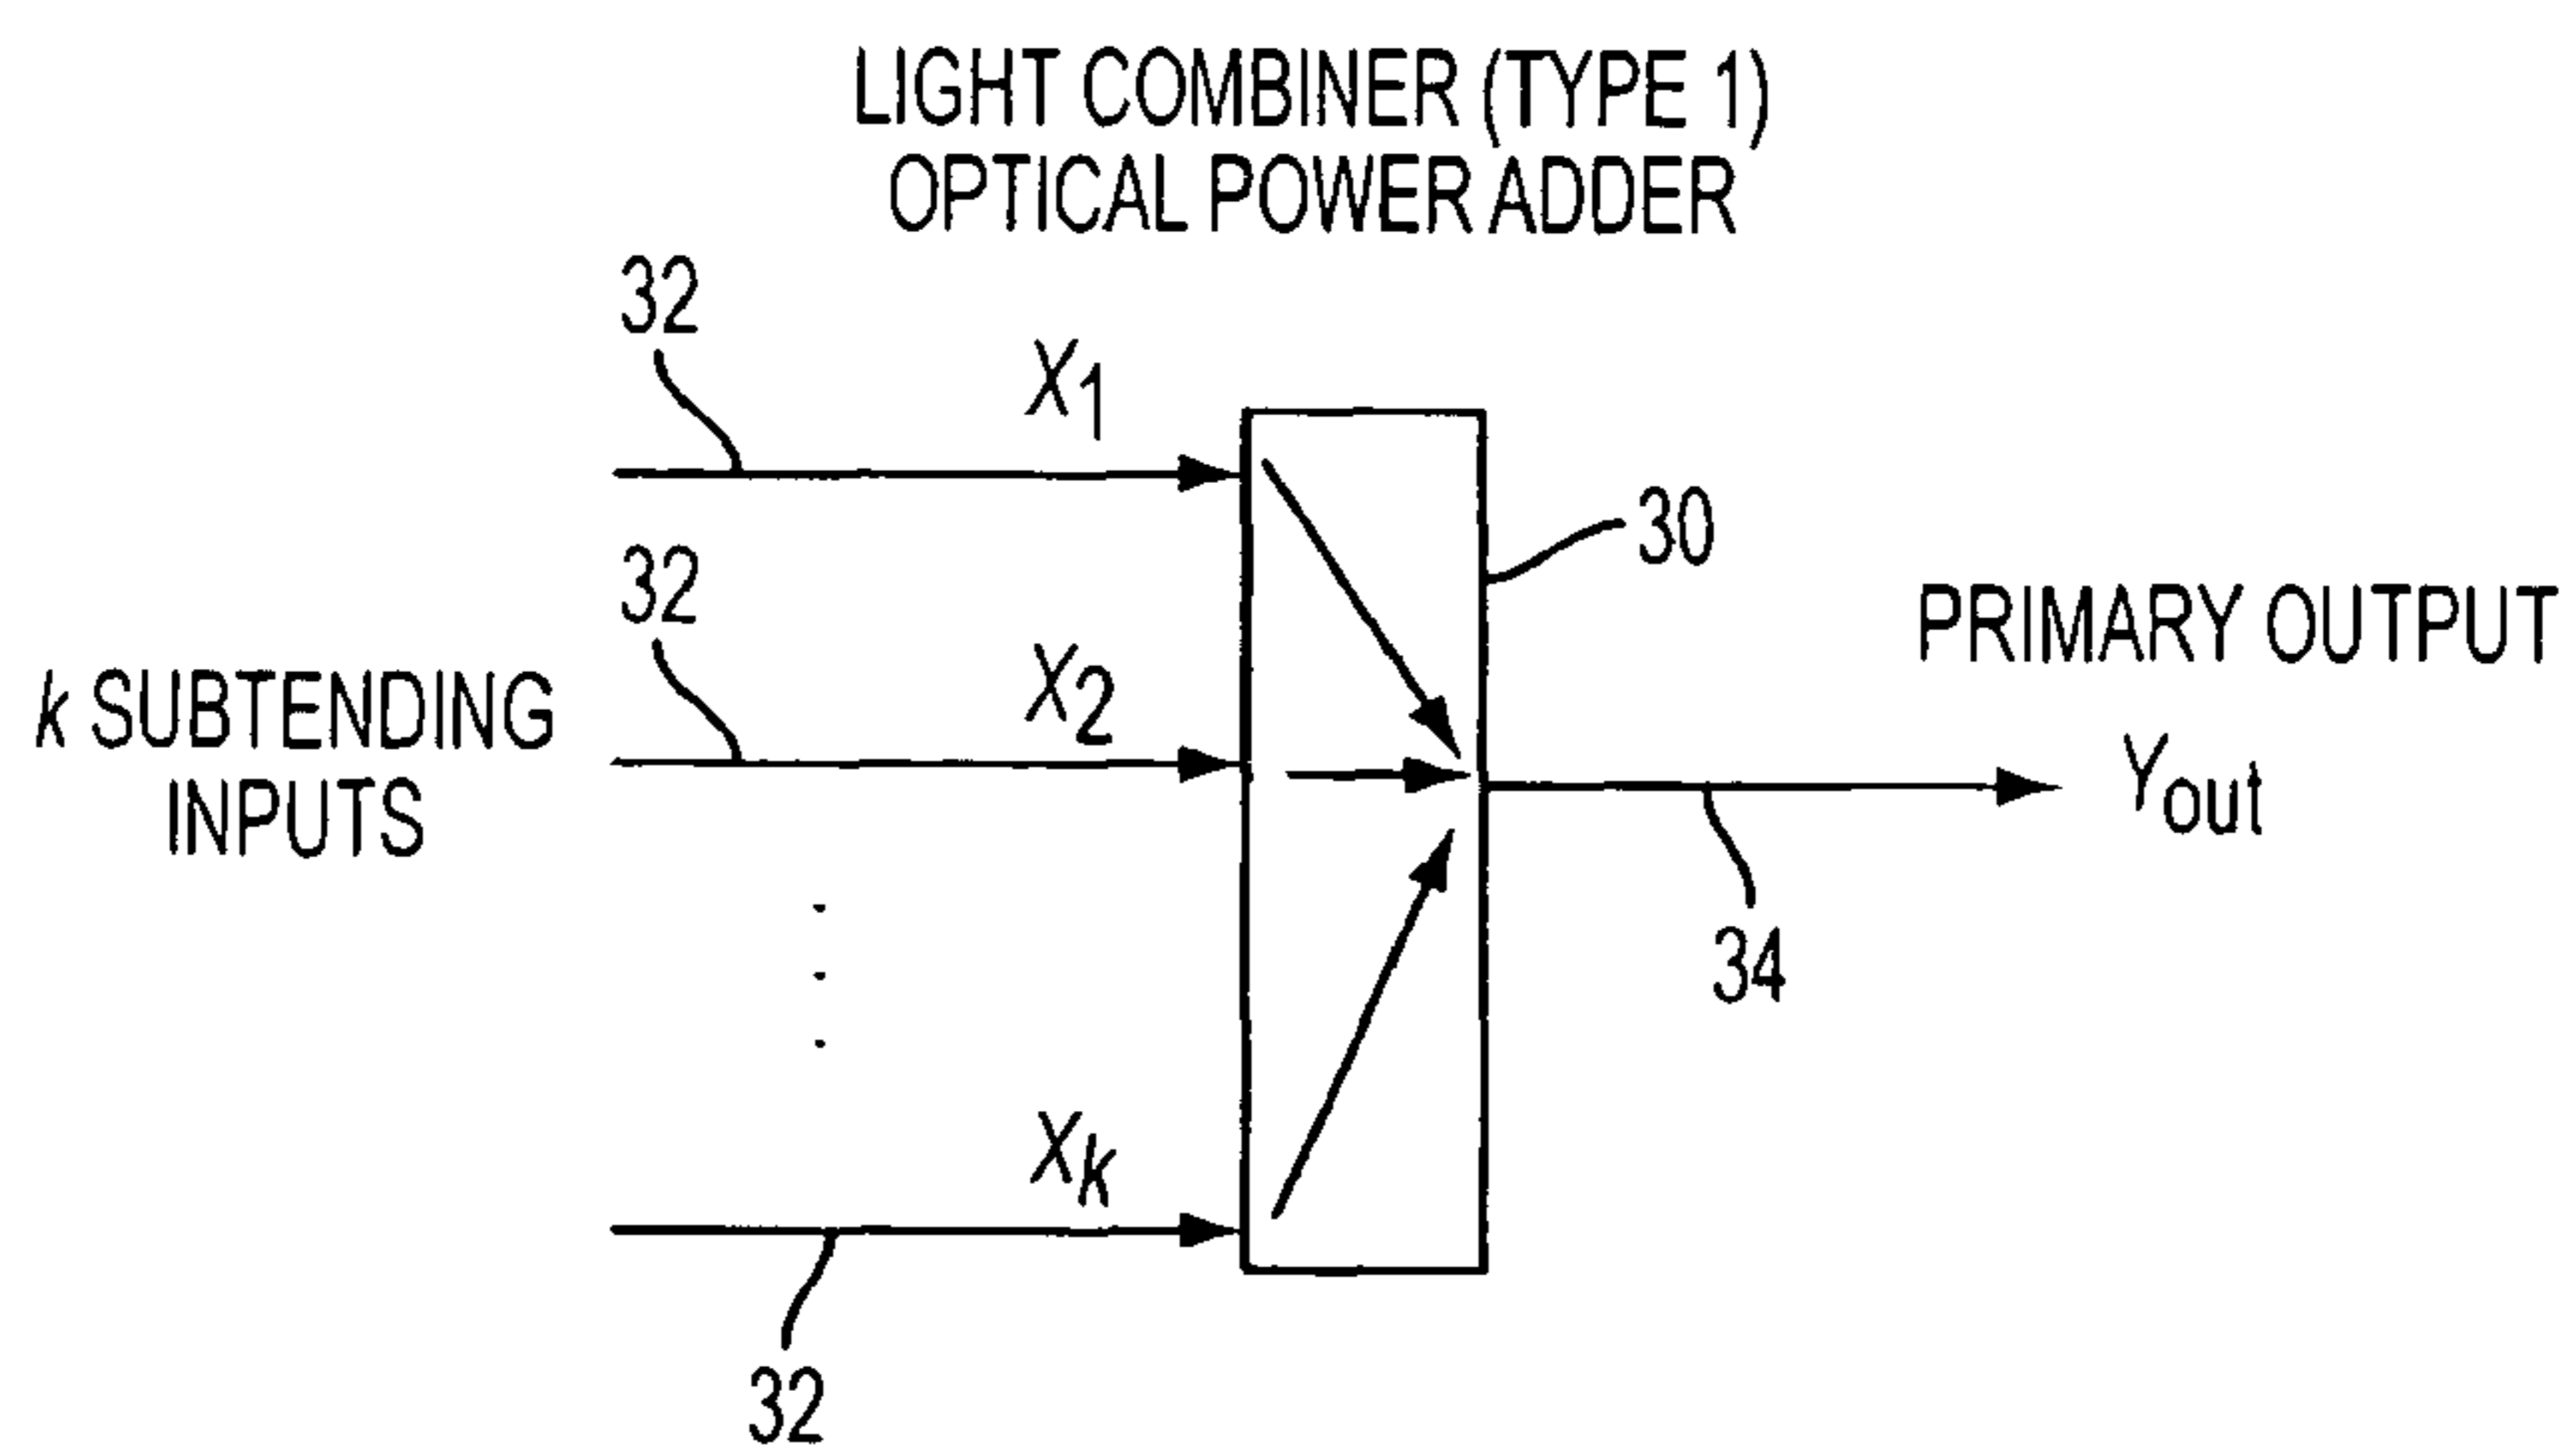 LIGHT COMBINER (TYPE 1)
OPTICAL POWER ADDER
32
X1
32
30
X2
k SUBTENDING
INPUTS
PRIMARY OUTPUT
Yout
34
Xk
32